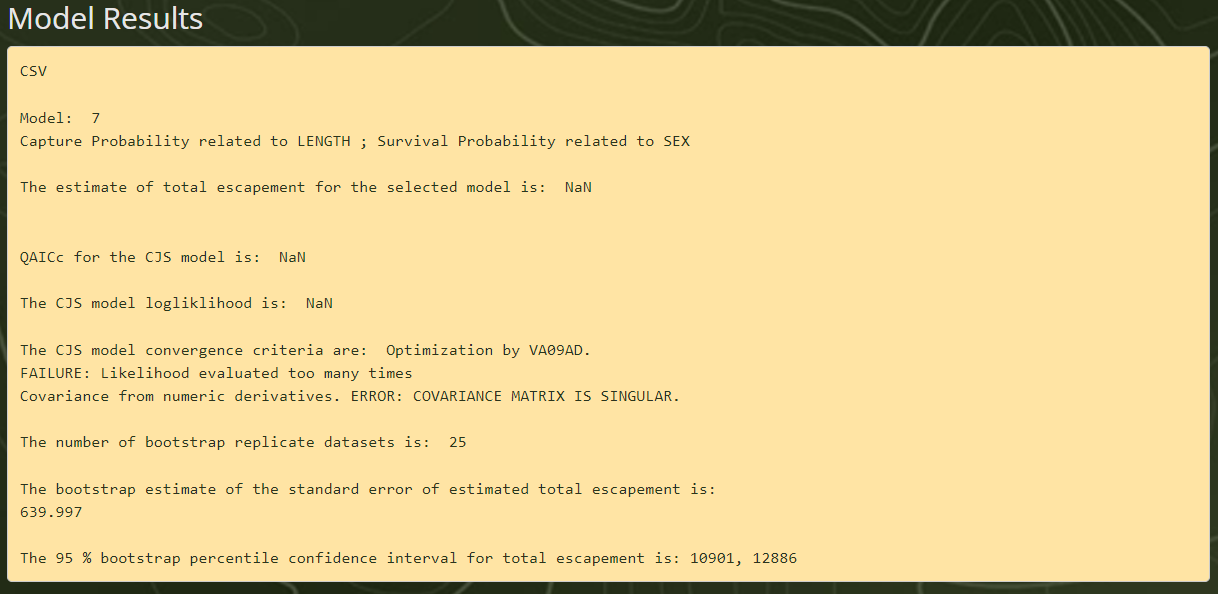 Model Results
CSV
Model:  7
Capture Probability related to LENGTH ; Survival Probability related to SEX
The estimate of total escapement for the selected model is:  NaN
QAICc for the CJS model is:  NaN
The CJS model logliklihood is:  NaN
The CJS model convergence criteria are:  Optimization by VA09AD.
FAILURE: Likelihood evaluated too many times
Covariance from numeric derivatives. ERROR: COVARIANCE MATRIX IS SINGULAR.
The number of bootstrap replicate datasets is:  25
The bootstrap estimate of the standard error of estimated total escapement is:
639.997
The 95 % bootstrap percentile confidence interval for total escapement is: 10901, 12886